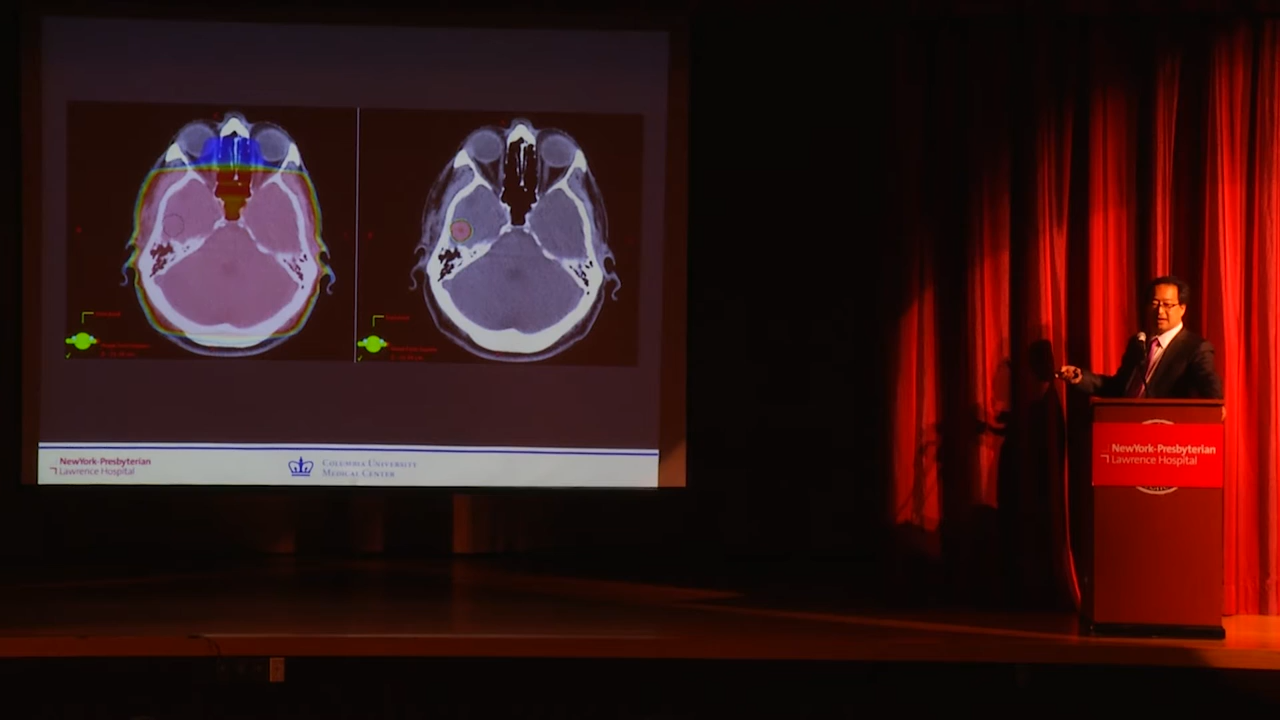 NewYork-Presbyterian
Lawrence Hospital
COLUMBIA UNIVERSITY
MEDICAL CENTER
NewYork-Presbyterian
Lawrence Hospital